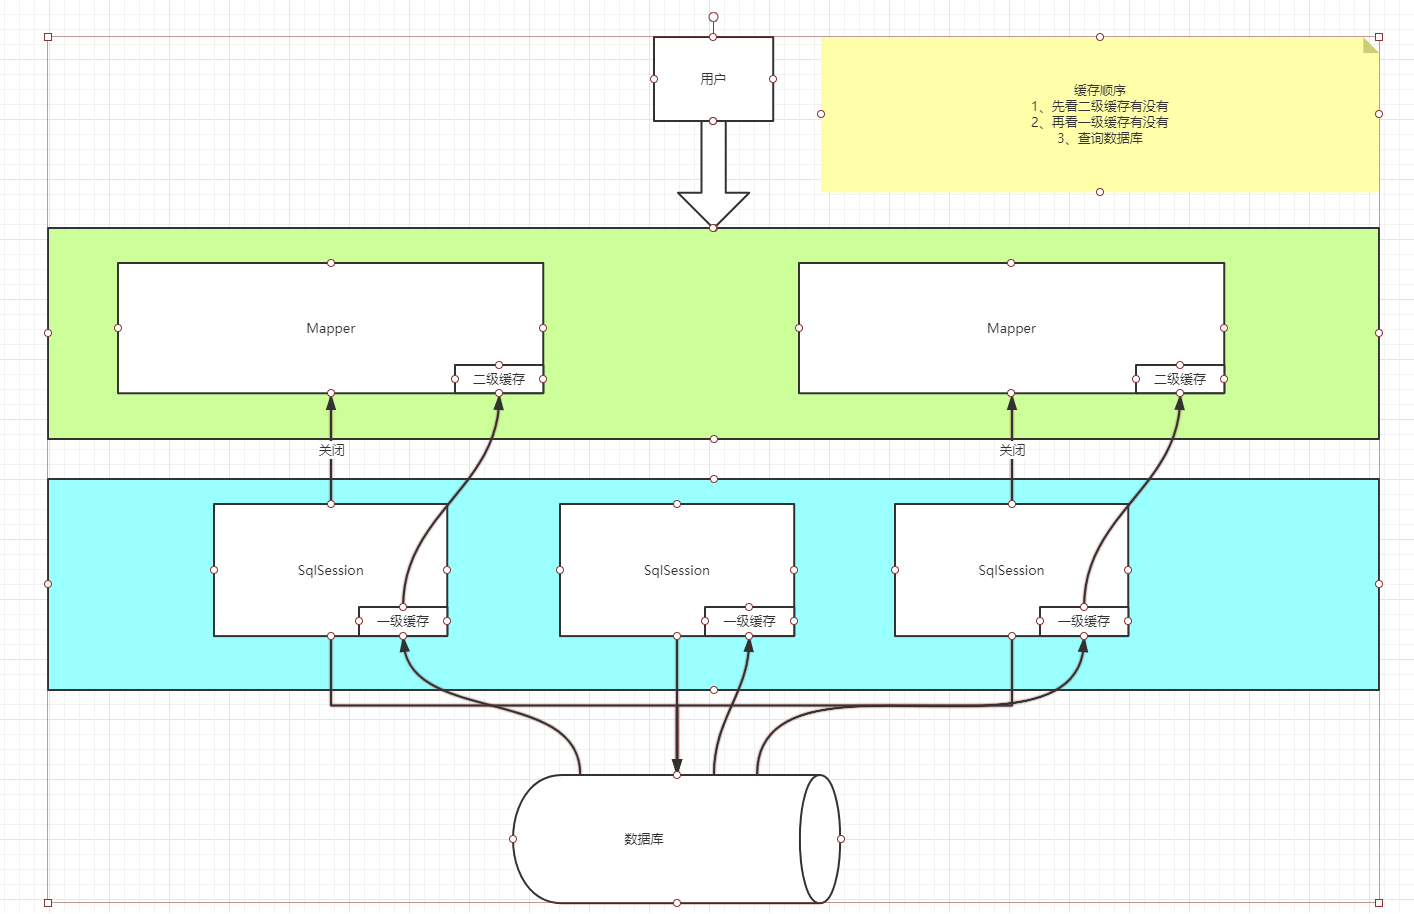 用户
缓存顺序
1、先看二级缓存有没有
2、再看一级缓存有没有
3、查询数据库
Mapper
二级缓存
Mapper
二级缓存
关闭
关闭
SqlSession
一级缓存
SqlSession
一级缓存
SqlSession
一级缓存
数据库